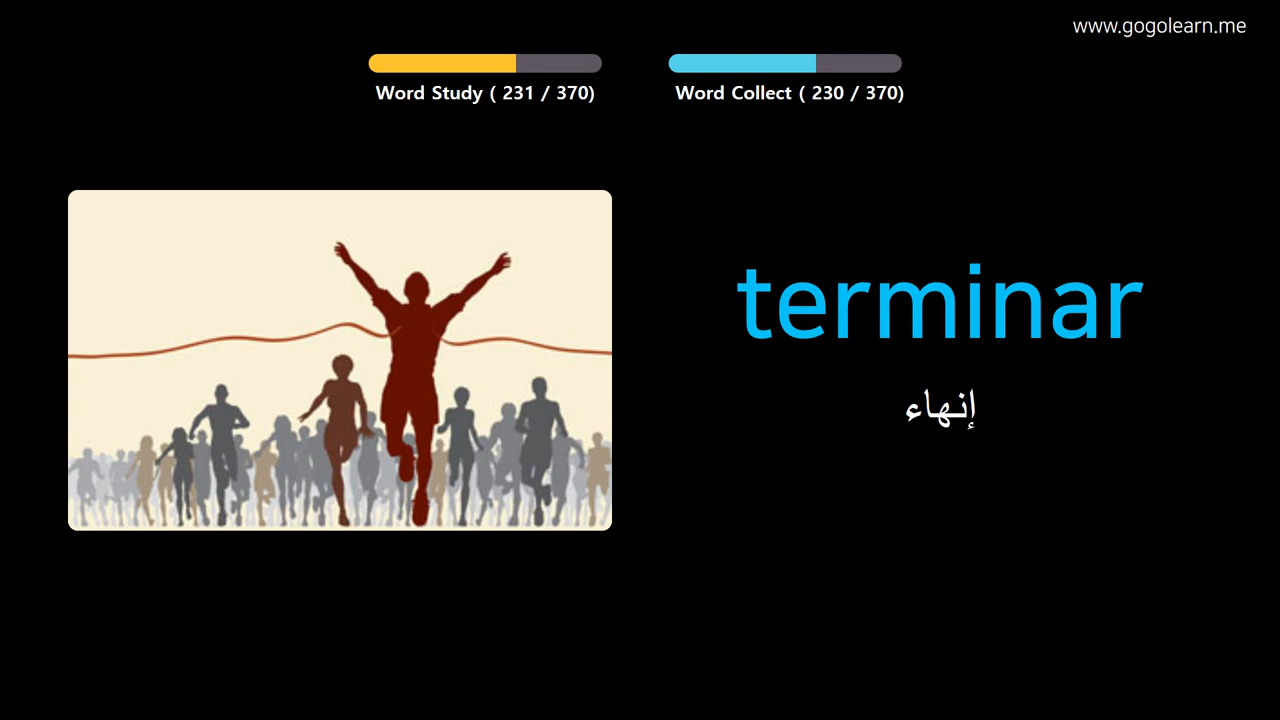 www.gogolearn.me
Word Study ( 231 / 370)
Word Collect ( 230 / 370)
terminar
إنهاء